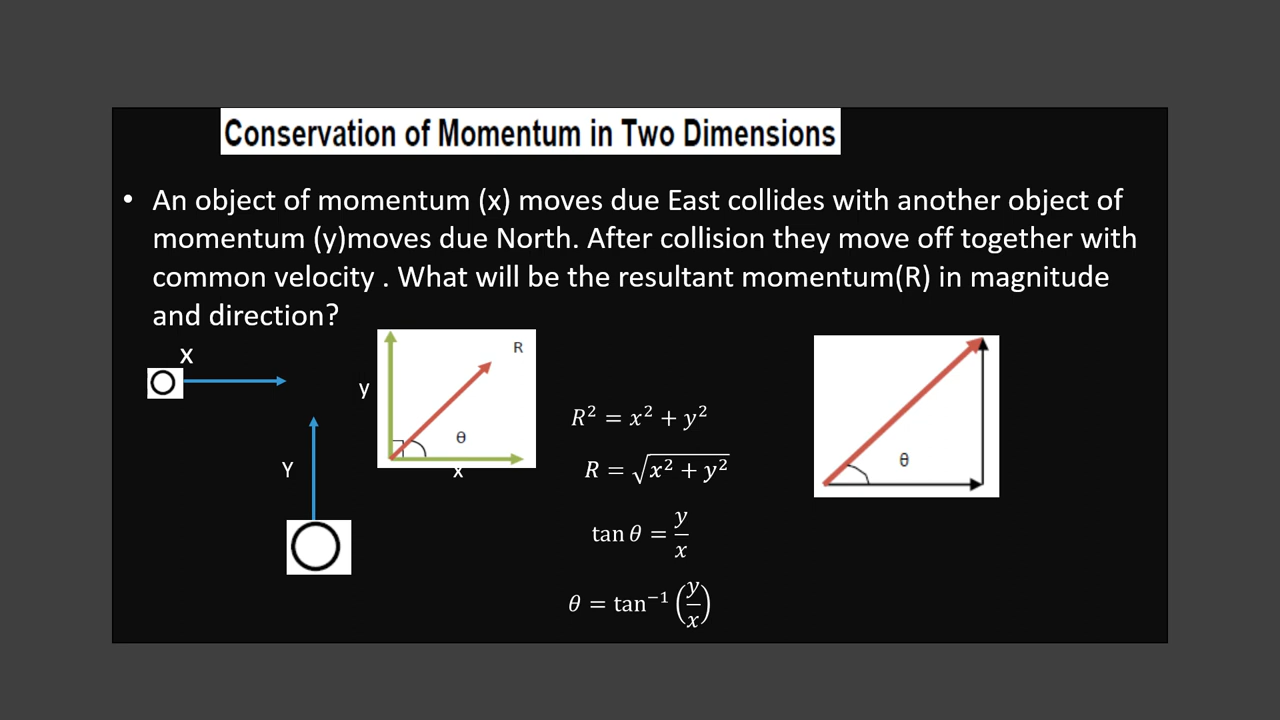 Conservation of Momentum in Two Dimensions
• An object of momentum (x) moves due East collides with another object of
momentum (y)moves due North. After collision they move off together with
common velocity . What will be the resultant momentum(R) in magnitude
and direction?
X
Y
y
R
θ
x
R² = x² + y²
R = √(x² + y²)
tan θ = y/x
θ = tan⁻¹ (y/x)
θ